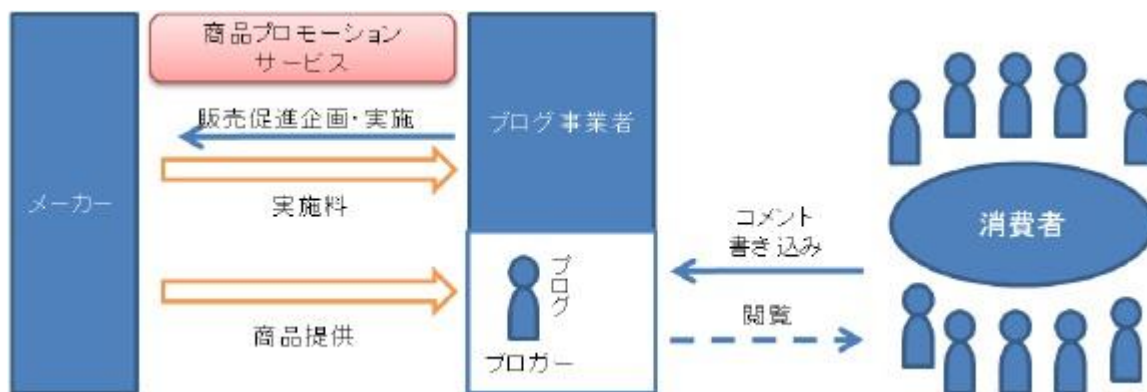 商品プロモーション
サービス
販売促進企画・実施
ブログ事業者
メーカー
実施料
コメント
書き込み
消費者
ブログ
商品提供
閲覧
ブロガー